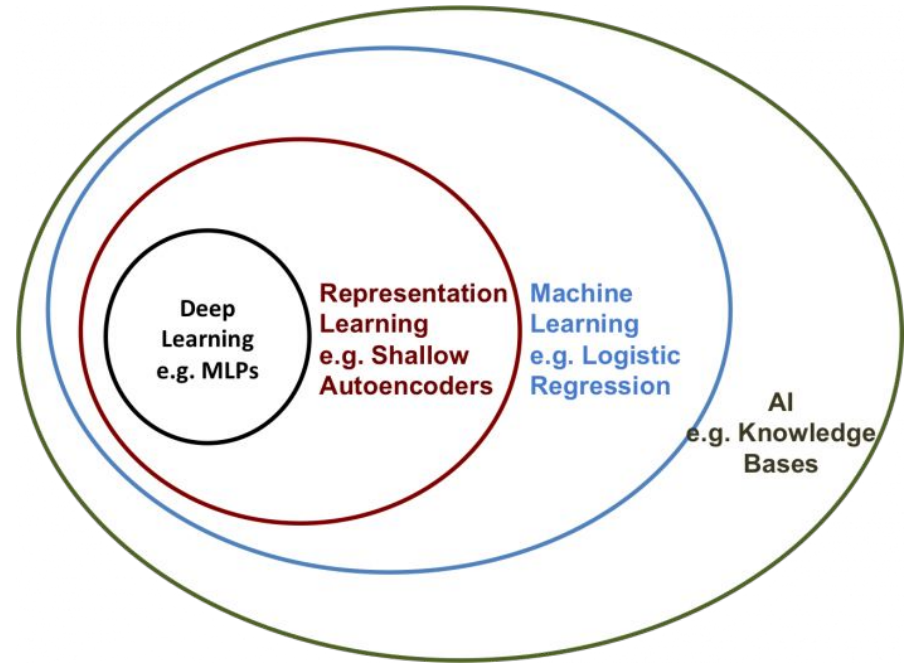 Deep
Learning
e.g. MLPs
Representation
Learning
e.g. Shallow
Autoencoders
Machine
Learning
e.g. Logistic
Regression
AI
e.g. Knowledge
Bases